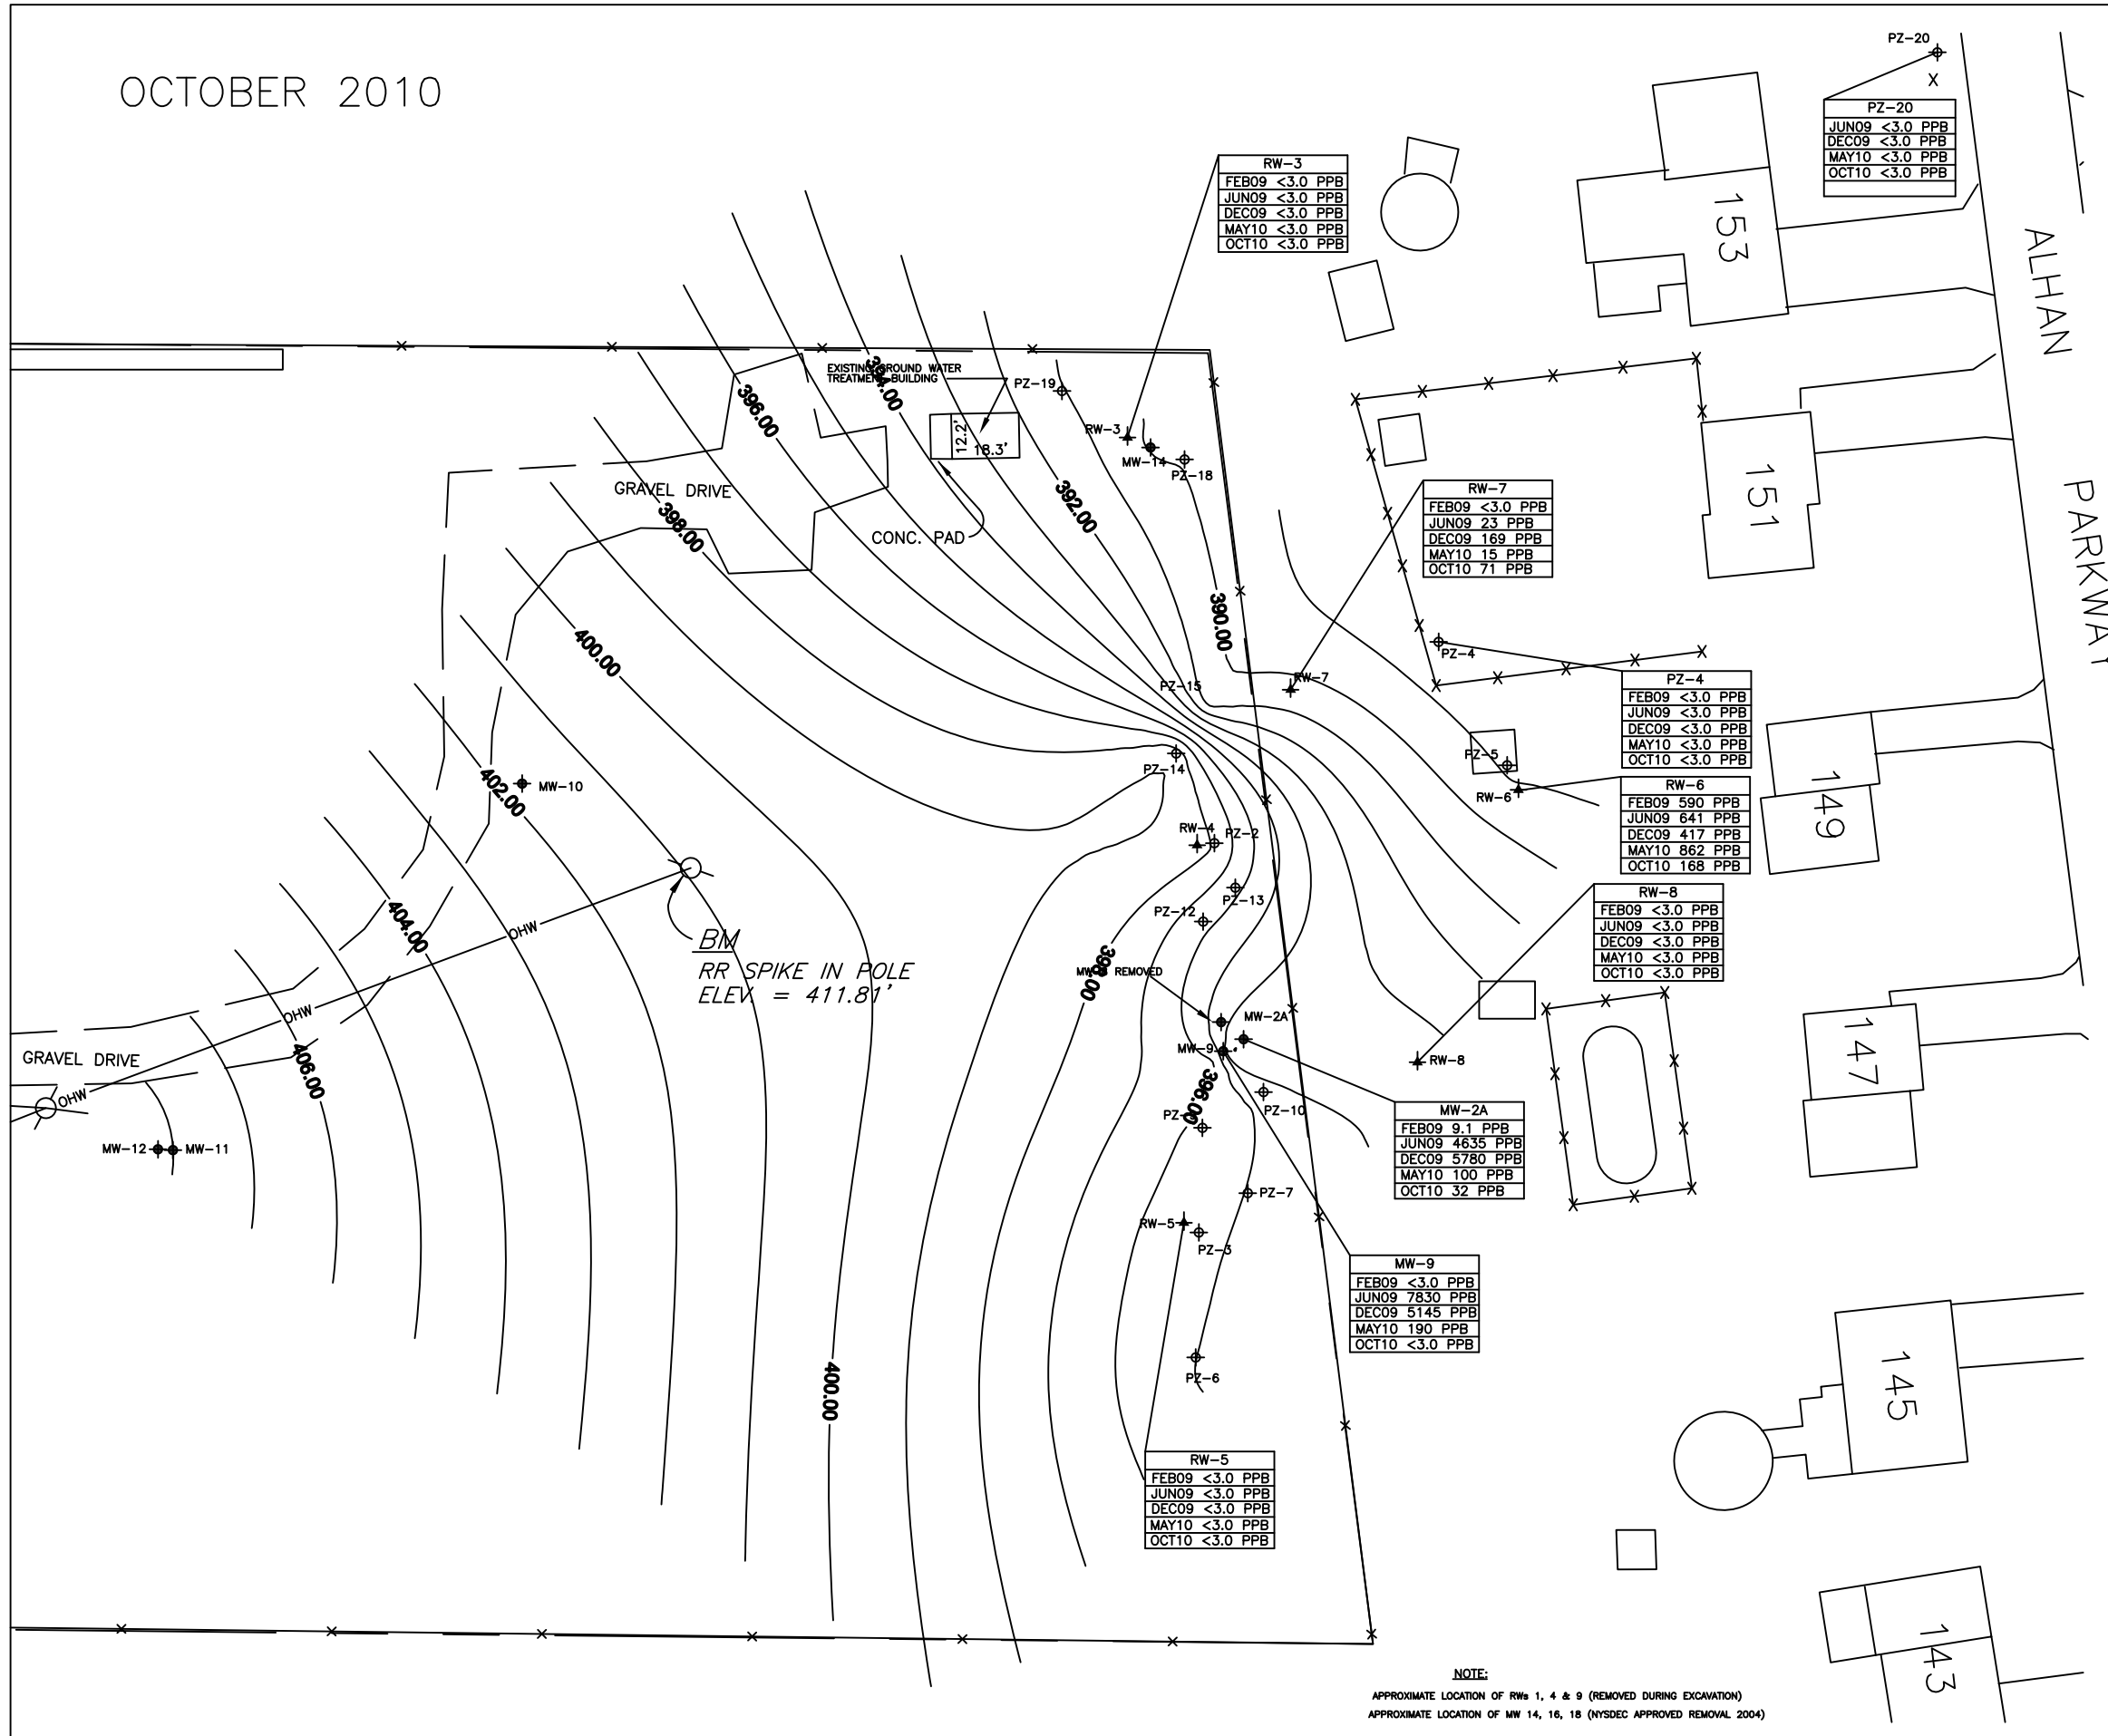 OCTOBER 2010
PZ-20
X
PZ-20
JUN09 <3.0 PPB
DEC09 <3.0 PPB
MAY10 <3.0 PPB
OCT10 <3.0 PPB
RW-3
FEB09 <3.0 PPB
JUN09 <3.0 PPB
DEC09 <3.0 PPB
MAY10 <3.0 PPB
OCT10 <3.0 PPB
153
ALHAN PARKWAY
EXISTING GROUND WATER
TREATMENT BUILDING
394.00
396.00
PZ-19
RW-3
MW-14
PZ-18
12.2'
18.3'
GRAVEL DRIVE
398.00
392.00
CONC. PAD
RW-7
FEB09 <3.0 PPB
JUN09 23 PPB
DEC09 169 PPB
MAY10 15 PPB
OCT10 71 PPB
151
390.00
400.00
PZ-4
PZ-15
RW-7
PZ-4
FEB09 <3.0 PPB
JUN09 <3.0 PPB
DEC09 <3.0 PPB
MAY10 <3.0 PPB
OCT10 <3.0 PPB
PZ-14
PZ-5
402.00
MW-10
RW-6
RW-6
FEB09 590 PPB
JUN09 641 PPB
DEC09 417 PPB
MAY10 862 PPB
OCT10 168 PPB
149
RW-4
PZ-2
PZ-13
PZ-12
404.00
OHW
BM
RR SPIKE IN POLE
ELEV. = 411.81'
RW-8
FEB09 <3.0 PPB
JUN09 <3.0 PPB
DEC09 <3.0 PPB
MAY10 <3.0 PPB
OCT10 <3.0 PPB
REMOVED
398.00
OHW
MW-2A
MW-9
RW-8
147
GRAVEL DRIVE
406.00
OHW
396.00
PZ-10
MW-12
MW-11
MW-2A
FEB09 9.1 PPB
JUN09 4635 PPB
DEC09 5780 PPB
MAY10 100 PPB
OCT10 32 PPB
PZ-7
RW-5
PZ-3
MW-9
FEB09 <3.0 PPB
JUN09 7830 PPB
DEC09 5145 PPB
MAY10 190 PPB
OCT10 <3.0 PPB
PZ-6
400.00
145
RW-5
FEB09 <3.0 PPB
JUN09 <3.0 PPB
DEC09 <3.0 PPB
MAY10 <3.0 PPB
OCT10 <3.0 PPB
143
NOTE:
APPROXIMATE LOCATION OF RWs 1, 4 & 9 (REMOVED DURING EXCAVATION)
APPROXIMATE LOCATION OF MW 14, 16, 18 (NYSDEC APPROVED REMOVAL 2004)